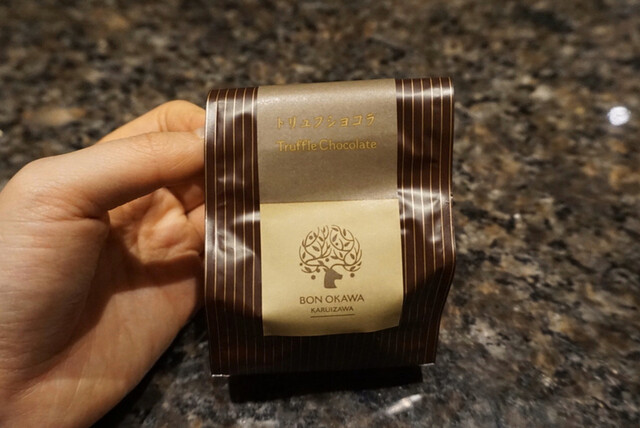 トリュフショコラ
Truffle Chocolate
BON OKAWA
KARUIZAWA